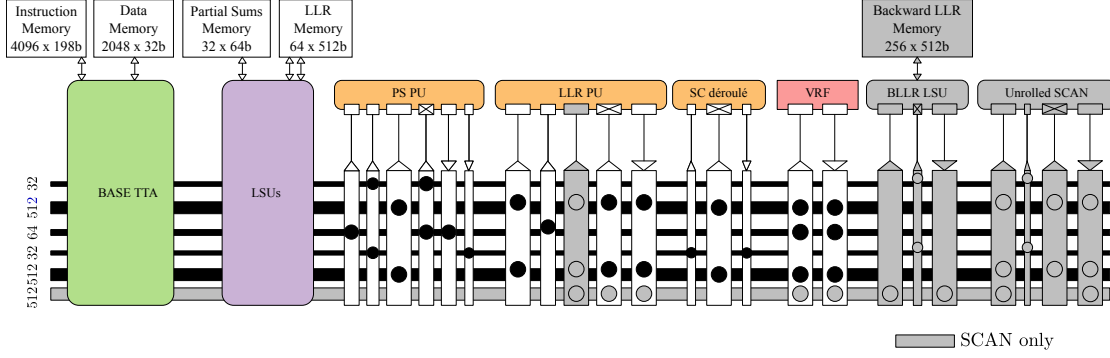 Instruction
Memory
4096 x 198b
Data
Memory
2048 x 32b
Partial Sums
Memory
32 x 64b
LLR
Memory
64 x 512b
Backward LLR
Memory
256 x 512b
PS PU
LLR PU
SC déroulé
VRF
BLLR LSU
Unrolled SCAN
BASE TTA
LSUs
32
512
64
32
512
512
SCAN only